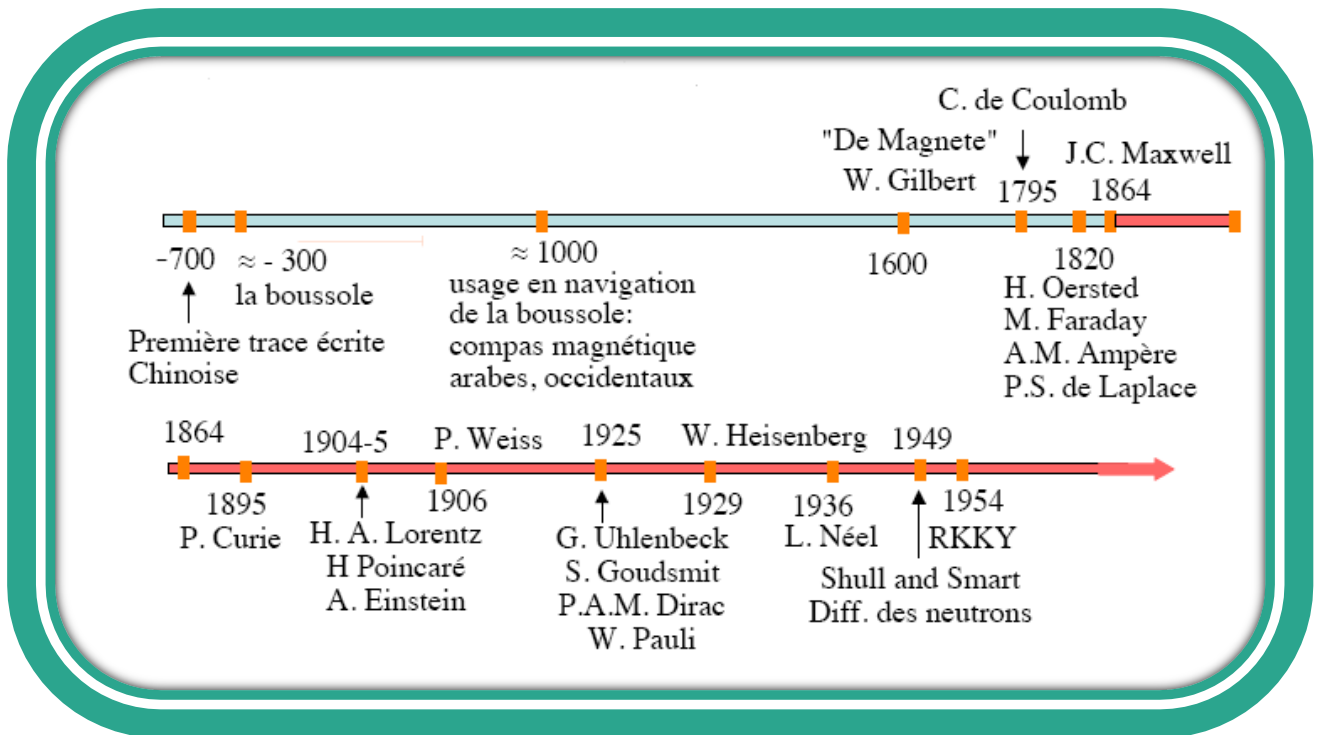 C. de Coulomb
"De Magnete"
W. Gilbert
J.C. Maxwell
1795
1864
-700
≈ - 300
la boussole
Première trace écrite
Chinoise
≈ 1000
usage en navigation
de la boussole:
compas magnétique
arabes, occidentaux
1600
1820
H. Oersted
M. Faraday
A.M. Ampère
P.S. de Laplace
1864
1895
P. Curie
1904-5
H. A. Lorentz
H Poincaré
A. Einstein
P. Weiss
1906
1925
G. Uhlenbeck
S. Goudsmit
P.A.M. Dirac
W. Pauli
W. Heisenberg
1929
1936
L. Néel
1949
Shull and Smart
Diff. des neutrons
1954
RKKY